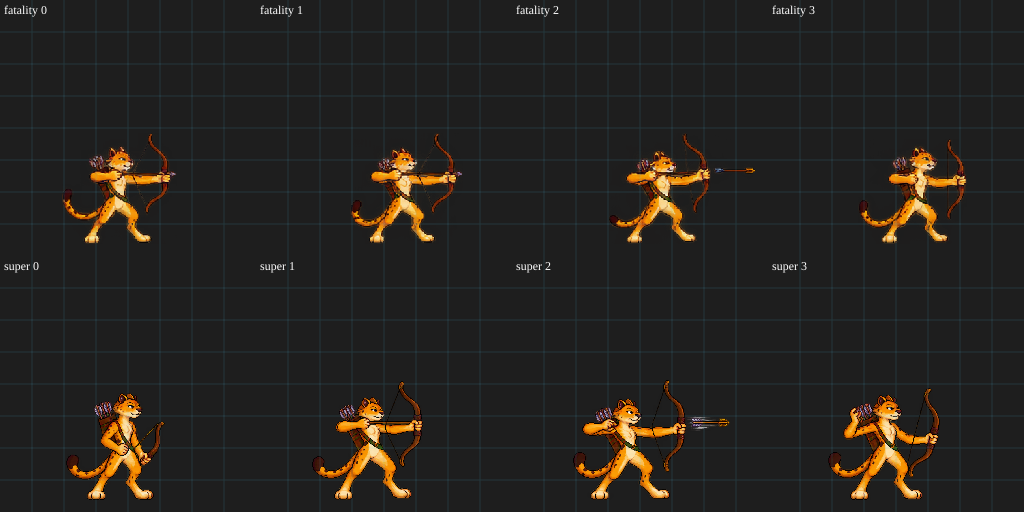 fatality 0
fatality 1
fatality 2
fatality 3
super 0
super 1
super 2
super 3